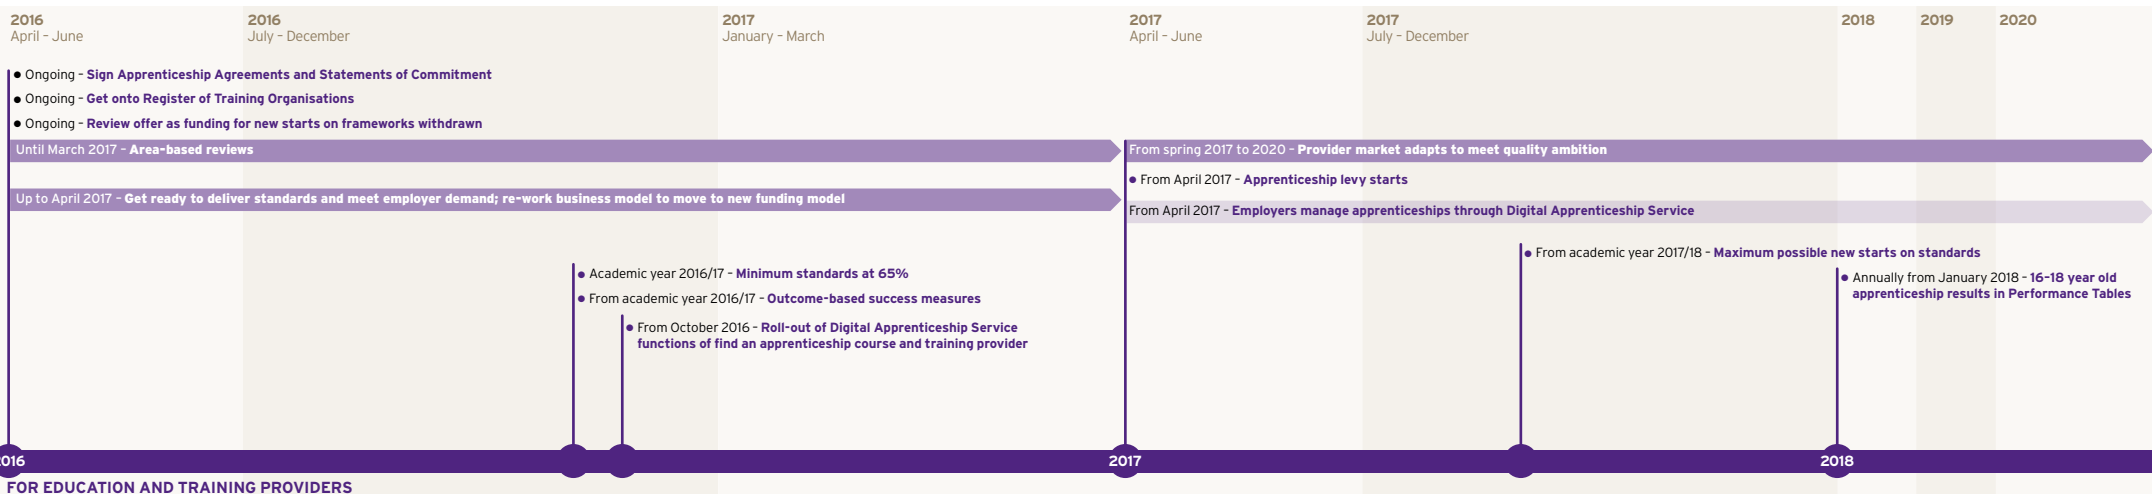 2016
April – June
2016
July – December
2017
January – March
2017
April – June
2017
July – December
2018
2019
2020
● Ongoing – Sign Apprenticeship Agreements and Statements of Commitment
● Ongoing – Get onto Register of Training Organisations
● Ongoing – Review offer as funding for new starts on frameworks withdrawn
Until March 2017 – Area-based reviews
From spring 2017 to 2020 – Provider market adapts to meet quality ambition
● From April 2017 – Apprenticeship levy starts
Up to April 2017 – Get ready to deliver standards and meet employer demand; re-work business model to move to new funding model
From April 2017 – Employers manage apprenticeships through Digital Apprenticeship Service
● From academic year 2017/18 – Maximum possible new starts on standards
● Academic year 2016/17 – Minimum standards at 65%
● Annually from January 2018 – 16-18 year old
apprenticeship results in Performance Tables
● From academic year 2016/17 – Outcome-based success measures
● From October 2016 – Roll-out of Digital Apprenticeship Service
functions of find an apprenticeship course and training provider
2016
2017
2018
FOR EDUCATION AND TRAINING PROVIDERS